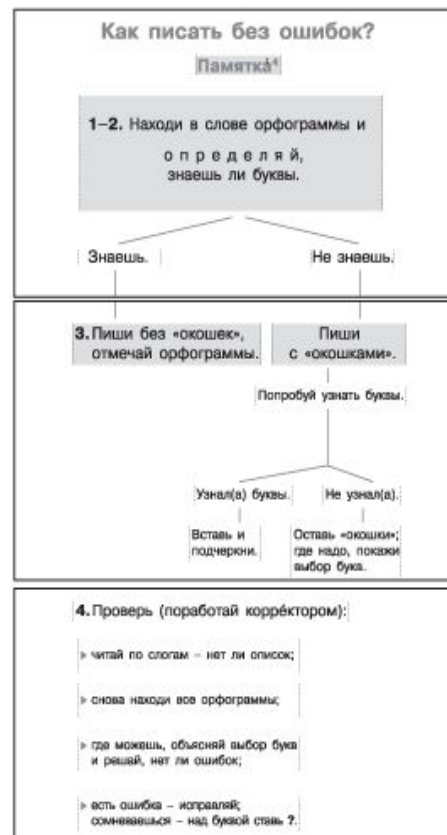 Как писать без ошибок?
Памятка¹⁴
1–2. Находи в слове орфограммы и
о п р е д е л я й,
знаешь ли буквы.
Знаешь.
Не знаешь.
3. Пиши без «окошек»,
отмечай орфограммы.
Пиши
с «окошками».
Попробуй узнать буквы.
Узнал(а) буквы.
Не узнал(а).
Вставь и
подчеркни.
Оставь «окошки»;
где надо, покажи
выбор букв.
4. Проверь (поработай корре́ктором):
читай по слогам – нет ли описок;
снова находи все орфограммы;
где можешь, объясняй выбор букв
и решай, нет ли ошибок;
есть ошибка – исправляй;
сомневаешься – над буквой ставь ?.